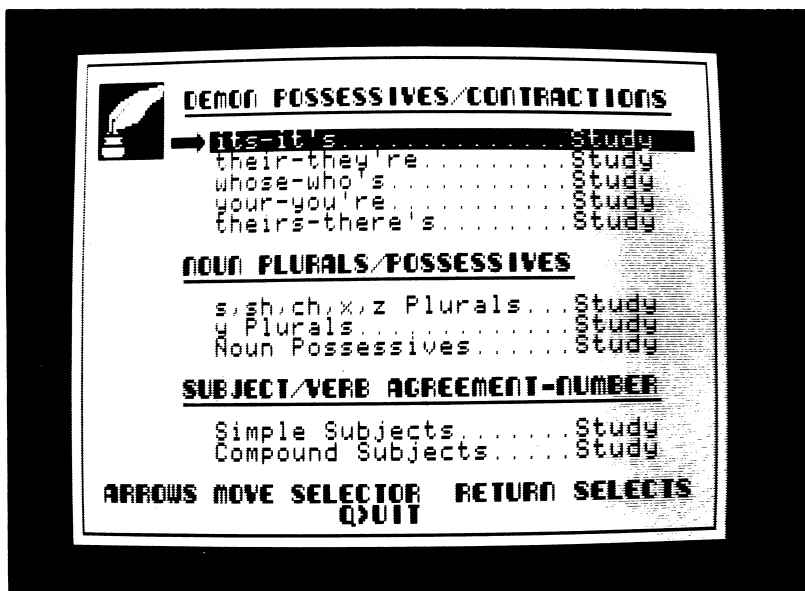 DEMON POSSESSIVES/CONTRACTIONS
its-it's.............Study
their-they're.........Study
whose-who's...........Study
your-you're...........Study
theirs-there's........Study
NOUN PLURALS/POSSESSIVES
s,sh,ch,x,z Plurals...Study
y Plurals.............Study
Noun Possessives......Study
SUBJECT/VERB AGREEMENT-NUMBER
Simple Subjects.......Study
Compound Subjects.....Study
ARROWS MOVE SELECTOR RETURN SELECTS
Q>UIT